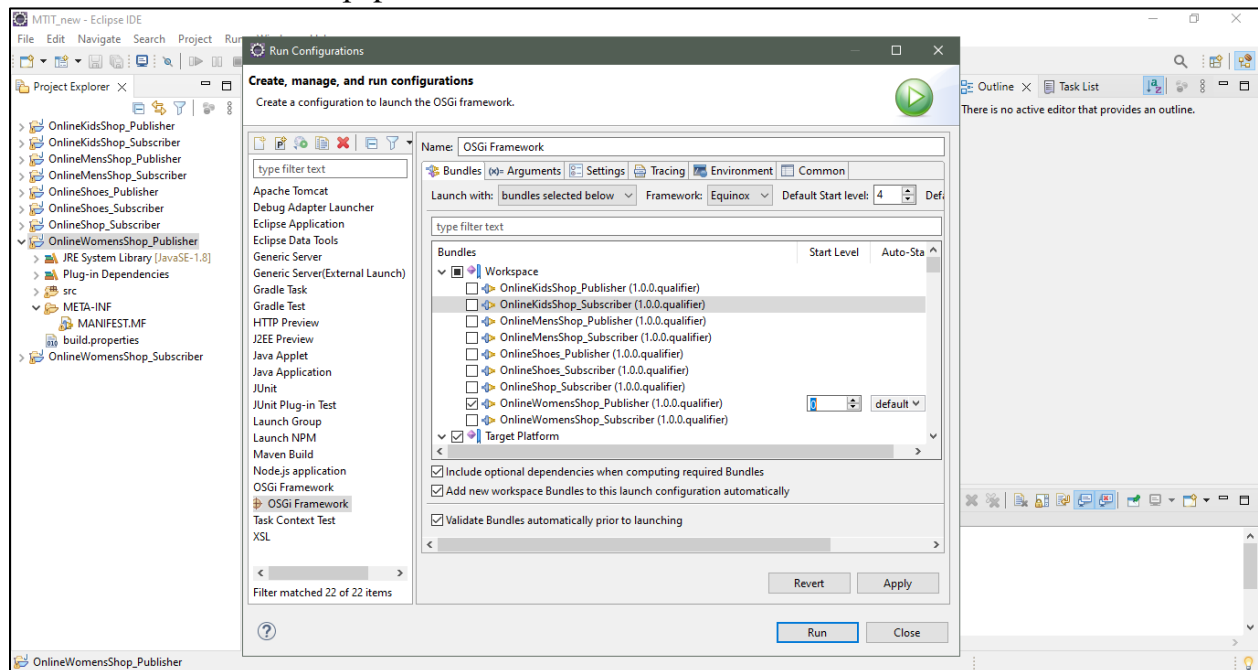 MTIT_new - Eclipse IDE
File Edit Navigate Search Project Run
Project Explorer
OnlineKidsShop_Publisher
OnlineKidsShop_Subscriber
OnlineMensShop_Publisher
OnlineMensShop_Subscriber
OnlineShoes_Publisher
OnlineShoes_Subscriber
OnlineShop_Subscriber
OnlineWomensShop_Publisher
JRE System Library [JavaSE-1.8]
Plug-in Dependencies
src
META-INF
MANIFEST.MF
build.properties
OnlineWomensShop_Subscriber
Run Configurations
Create, manage, and run configurations
Create a configuration to launch the OSGi framework.
type filter text
Apache Tomcat
Debug Adapter Launcher
Eclipse Application
Eclipse Data Tools
Generic Server
Generic Server(External Launch)
Gradle Task
Gradle Test
HTTP Preview
J2EE Preview
Java Applet
Java Application
JUnit
JUnit Plug-in Test
Launch Group
Launch NPM
Maven Build
Node.js application
OSGi Framework
OSGi Framework
Task Context Test
XSL
Filter matched 22 of 22 items
Name: OSGi Framework
Bundles (x)= Arguments Settings Tracing Environment Common
Launch with: bundles selected below Framework: Equinox Default Start level: 4 Defa
type filter text
Bundles Start Level Auto-Sta
Workspace
OnlineKidsShop_Publisher (1.0.0.qualifier)
OnlineKidsShop_Subscriber (1.0.0.qualifier)
OnlineMensShop_Publisher (1.0.0.qualifier)
OnlineMensShop_Subscriber (1.0.0.qualifier)
OnlineShoes_Publisher (1.0.0.qualifier)
OnlineShoes_Subscriber (1.0.0.qualifier)
OnlineShop_Subscriber (1.0.0.qualifier)
OnlineWomensShop_Publisher (1.0.0.qualifier) 0 default
OnlineWomensShop_Subscriber (1.0.0.qualifier)
Target Platform
Include optional dependencies when computing required Bundles
Add new workspace Bundles to this launch configuration automatically
Validate Bundles automatically prior to launching
Revert Apply
Run Close
Outline Task List
There is no active editor that provides an outline.
OnlineWomensShop_Publisher